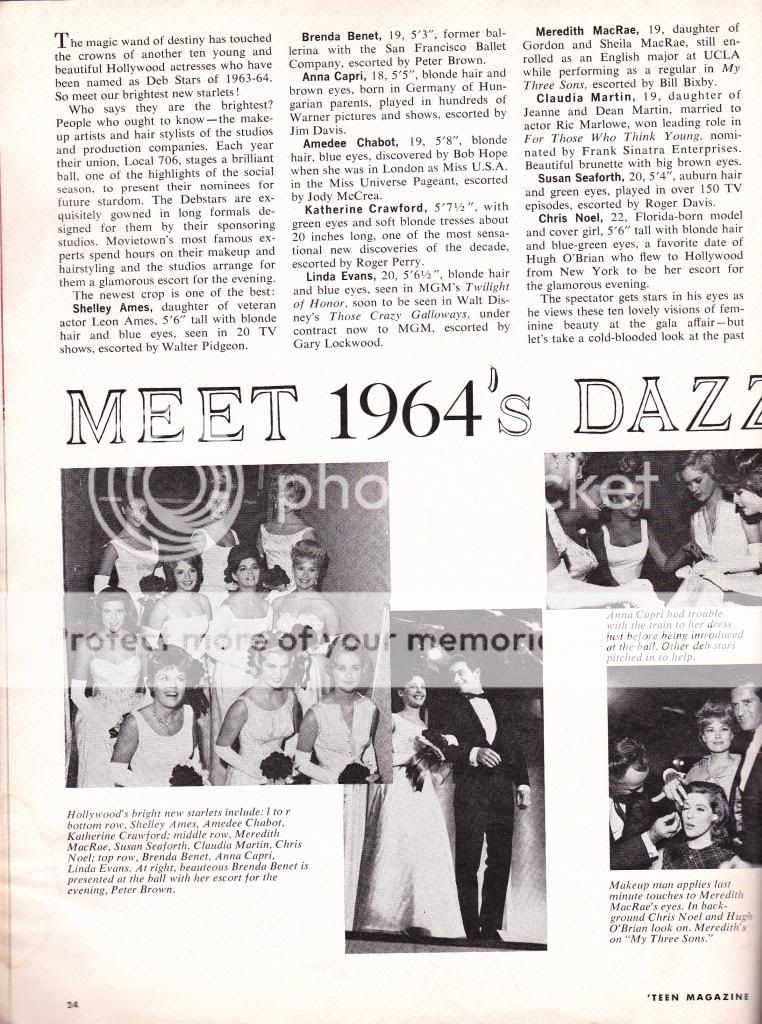 The magic wand of destiny has touched
the crowns of another ten young and
beautiful Hollywood actresses who have
been named as Deb Stars of 1963-64.
So meet our brightest new starlets!
Who says they are the brightest?
People who ought to know—the make-
up artists and hair stylists of the studios
and production companies. Each year
their union, Local 706, stages a brilliant
ball, one of the highlights of the social
season, to present their nominees for
future stardom. The Debstars are ex-
quisitely gowned in long formals de-
signed for them by their sponsoring
studios. Movietown's most famous ex-
perts spend hours on their makeup and
hairstyling and the studios arrange for
them a glamorous escort for the evening.
The newest crop is one of the best:
Shelley Ames, daughter of veteran
actor Leon Ames, 5'6" tall with blonde
hair and blue eyes, seen in 20 TV
shows, escorted by Walter Pidgeon.
Brenda Benet, 19, 5'3", former bal-
lerina with the San Francisco Ballet
Company, escorted by Peter Brown.
Anna Capri, 18, 5'5", blonde hair and
brown eyes, born in Germany of Hun-
garian parents, played in hundreds of
Warner pictures and shows, escorted by
Jim Davis.
Amedee Chabot, 19, 5'8", blonde
hair, blue eyes, discovered by Bob Hope
when she was in London as Miss U.S.A.
in the Miss Universe Pageant, escorted
by Jody McCrea.
Katherine Crawford, 5'7½", with
green eyes and soft blonde tresses about
20 inches long, one of the most sensa-
tional new discoveries of the decade,
escorted by Roger Perry.
Linda Evans, 20, 5'6½", blonde hair
and blue eyes, seen in MGM's Twilight
of Honor, soon to be seen in Walt Dis-
ney's Those Crazy Galloways, under
contract now to MGM, escorted by
Gary Lockwood.
Meredith MacRae, 19, daughter of
Gordon and Sheila MacRae, still en-
rolled as an English major at UCLA
while performing as a regular in My
Three Sons, escorted by Bill Bixby.
Claudia Martin, 19, daughter of
Jeanne and Dean Martin, married to
actor Ric Marlowe, won leading role in
For Those Who Think Young, nomi-
nated by Frank Sinatra Enterprises.
Beautiful brunette with big brown eyes.
Susan Seaforth, 20, 5'4", auburn hair
and green eyes, played in over 150 TV
episodes, escorted by Roger Davis.
Chris Noel, 22, Florida-born model
and cover girl, 5'6" tall with blonde hair
and blue-green eyes, a favorite date of
Hugh O'Brian who flew to Hollywood
from New York to be her escort for
the glamorous evening.
The spectator gets stars in his eyes as
he views these ten lovely visions of fem-
inine beauty at the gala affair—but
let's take a cold-blooded look at the past
MEET 1964's DAZZ
photobucket
Protect more of your memorie
Anna Capri had trouble
with the train to her dress
just before being introduced
at the ball. Other deb stars
pitched in to help.
Hollywood's bright new starlets include: l to r
bottom row, Shelley Ames, Amedee Chabot,
Katherine Crawford; middle row, Meredith
MacRae, Susan Seaforth, Claudia Martin, Chris
Noel; top row, Brenda Benet, Anna Capri,
Linda Evans. At right, beauteous Brenda Benet is
presented at the ball with her escort for the
evening, Peter Brown.
Makeup man applies last
minute touches to Meredith
MacRae's eyes. In back-
ground Chris Noel and Hugh
O'Brian look on. Meredith's
on "My Three Sons."
24
'TEEN MAGAZINE